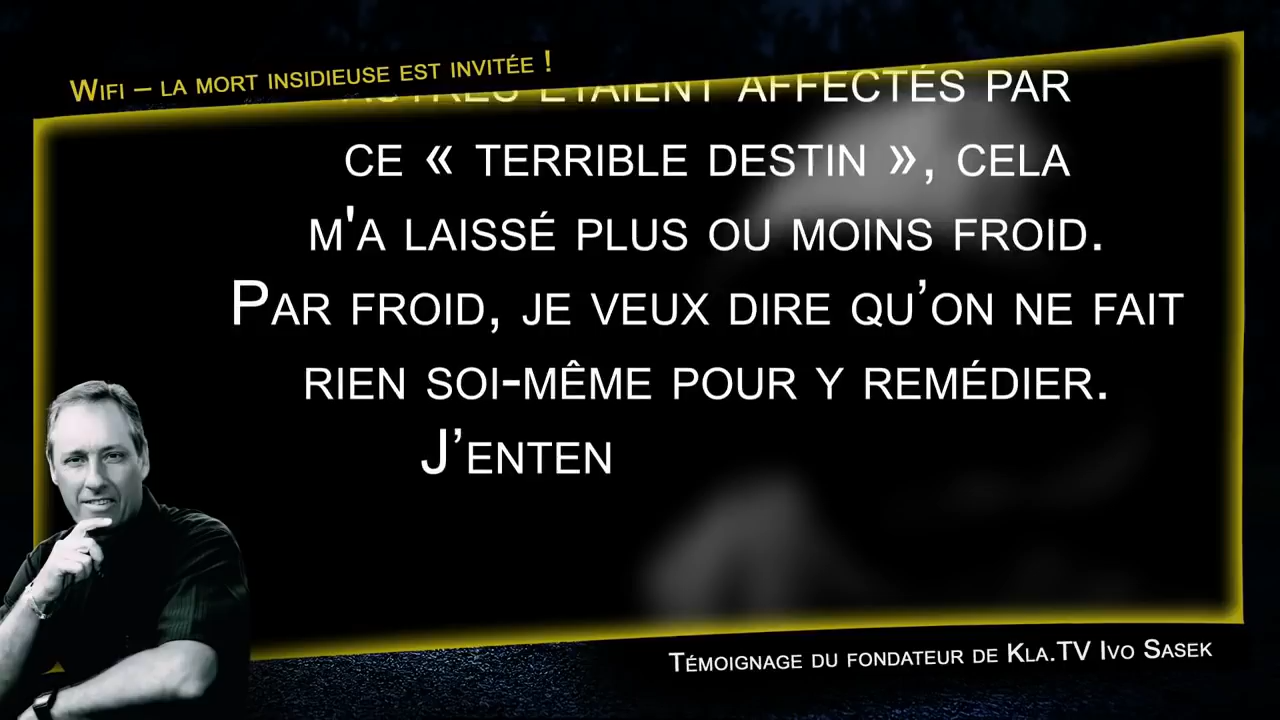 Wifi – la mort insidieuse est invitée !
autres étaient affectés par
ce « terrible destin », cela
m'a laissé plus ou moins froid.
Par froid, je veux dire qu’on ne fait
rien soi-même pour y remédier.
J’enten
Témoignage du fondateur de Kla.TV Ivo Sasek